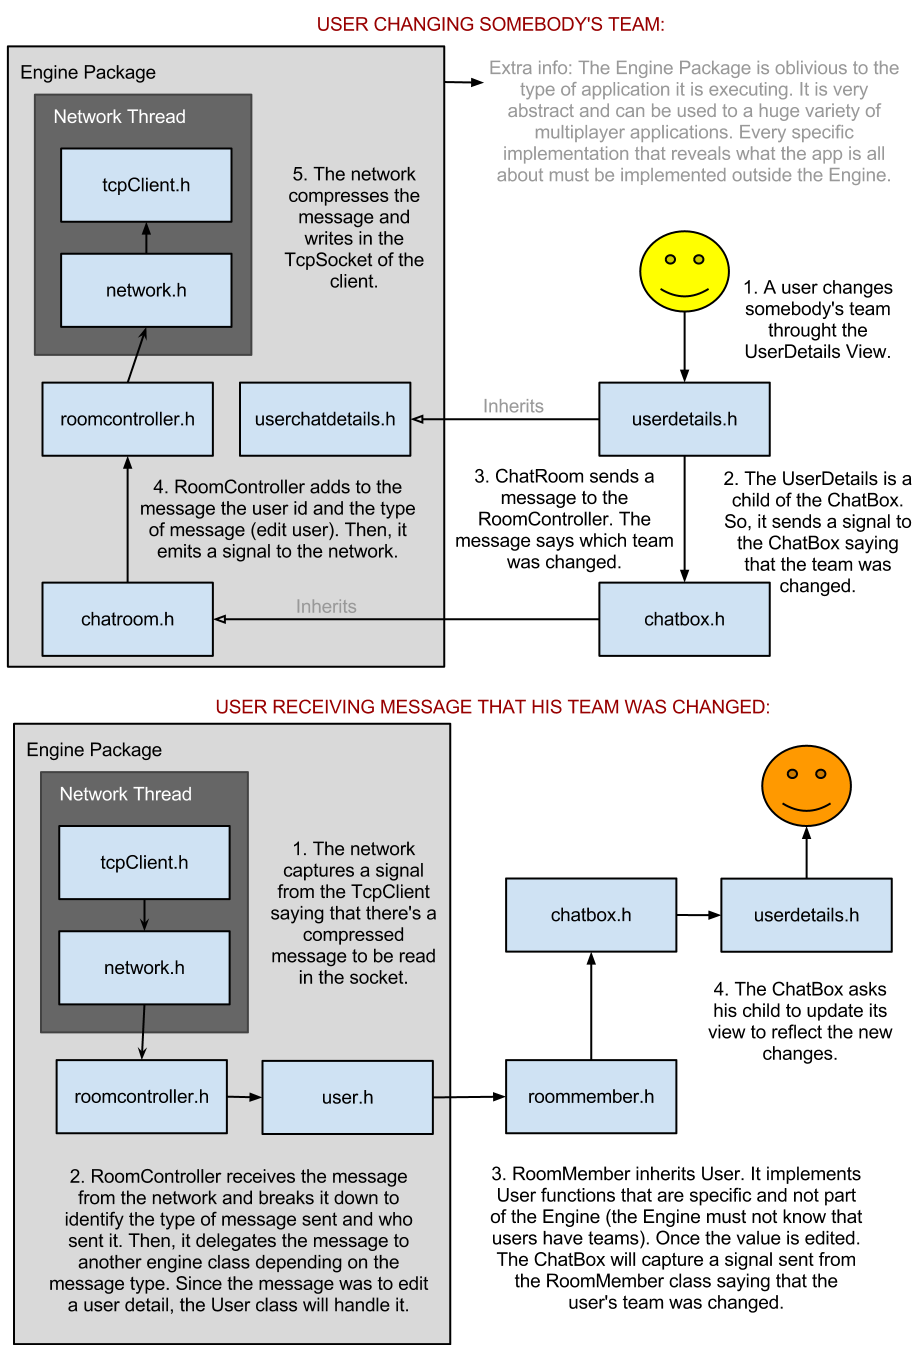 USER CHANGING SOMEBODY'S TEAM:
Engine Package
Extra info: The Engine Package is oblivious to the
type of application it is executing. It is very
abstract and can be used to a huge variety of
multiplayer applications. Every specific
implementation that reveals what the app is all
about must be implemented outside the Engine.
Network Thread
tcpClient.h
network.h
5. The network
compresses the
message and
writes in the
TcpSocket of the
client.
1. A user changes
somebody's team
throught the
UserDetails View.
roomcontroller.h
userchatdetails.h
Inherits
userdetails.h
4. RoomController adds to the
message the user id and the type
of message (edit user). Then, it
emits a signal to the network.
3. ChatRoom sends a
message to the
RoomController. The
message says which team
was changed.
2. The UserDetails is a
child of the ChatBox.
So, it sends a signal to
the ChatBox saying
that the team was
changed.
chatroom.h
Inherits
chatbox.h
USER RECEIVING MESSAGE THAT HIS TEAM WAS CHANGED:
Engine Package
Network Thread
tcpClient.h
network.h
1. The network
captures a signal
from the TcpClient
saying that there's a
compressed
message to be read
in the socket.
chatbox.h
userdetails.h
4. The ChatBox asks
his child to update its
view to reflect the new
changes.
roomcontroller.h
user.h
roommember.h
2. RoomController receives the message
from the network and breaks it down to
identify the type of message sent and who
sent it. Then, it delegates the message to
another engine class depending on the
message type. Since the message was to edit
a user detail, the User class will handle it.
3. RoomMember inherits User. It implements
User functions that are specific and not part
of the Engine (the Engine must not know that
users have teams). Once the value is edited.
The ChatBox will capture a signal sent from
the RoomMember class saying that the
user's team was changed.